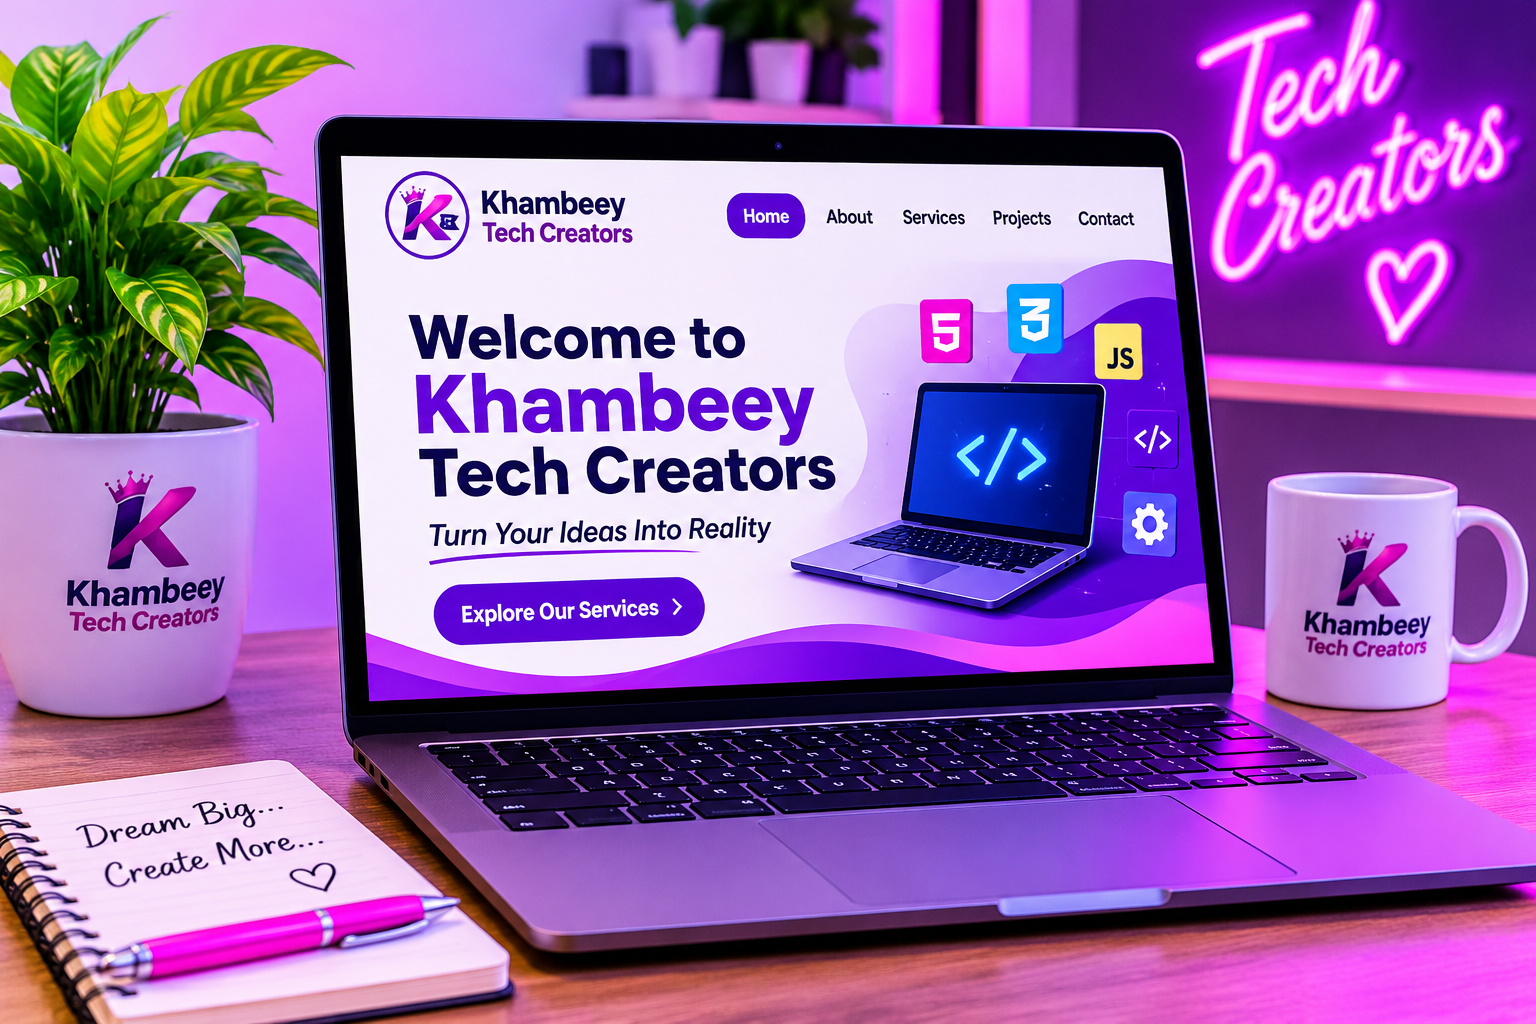 Tech
Creators
Khambeey
Tech Creators
Home
About
Services
Projects
Contact
Welcome to
Khambeey
Tech Creators
Turn Your Ideas Into Reality
Explore Our Services
5
3
JS
</>
</>
K
Khambeey
Tech Creators
K
Khambeey
Tech Creators
Dream Big...
Create More...